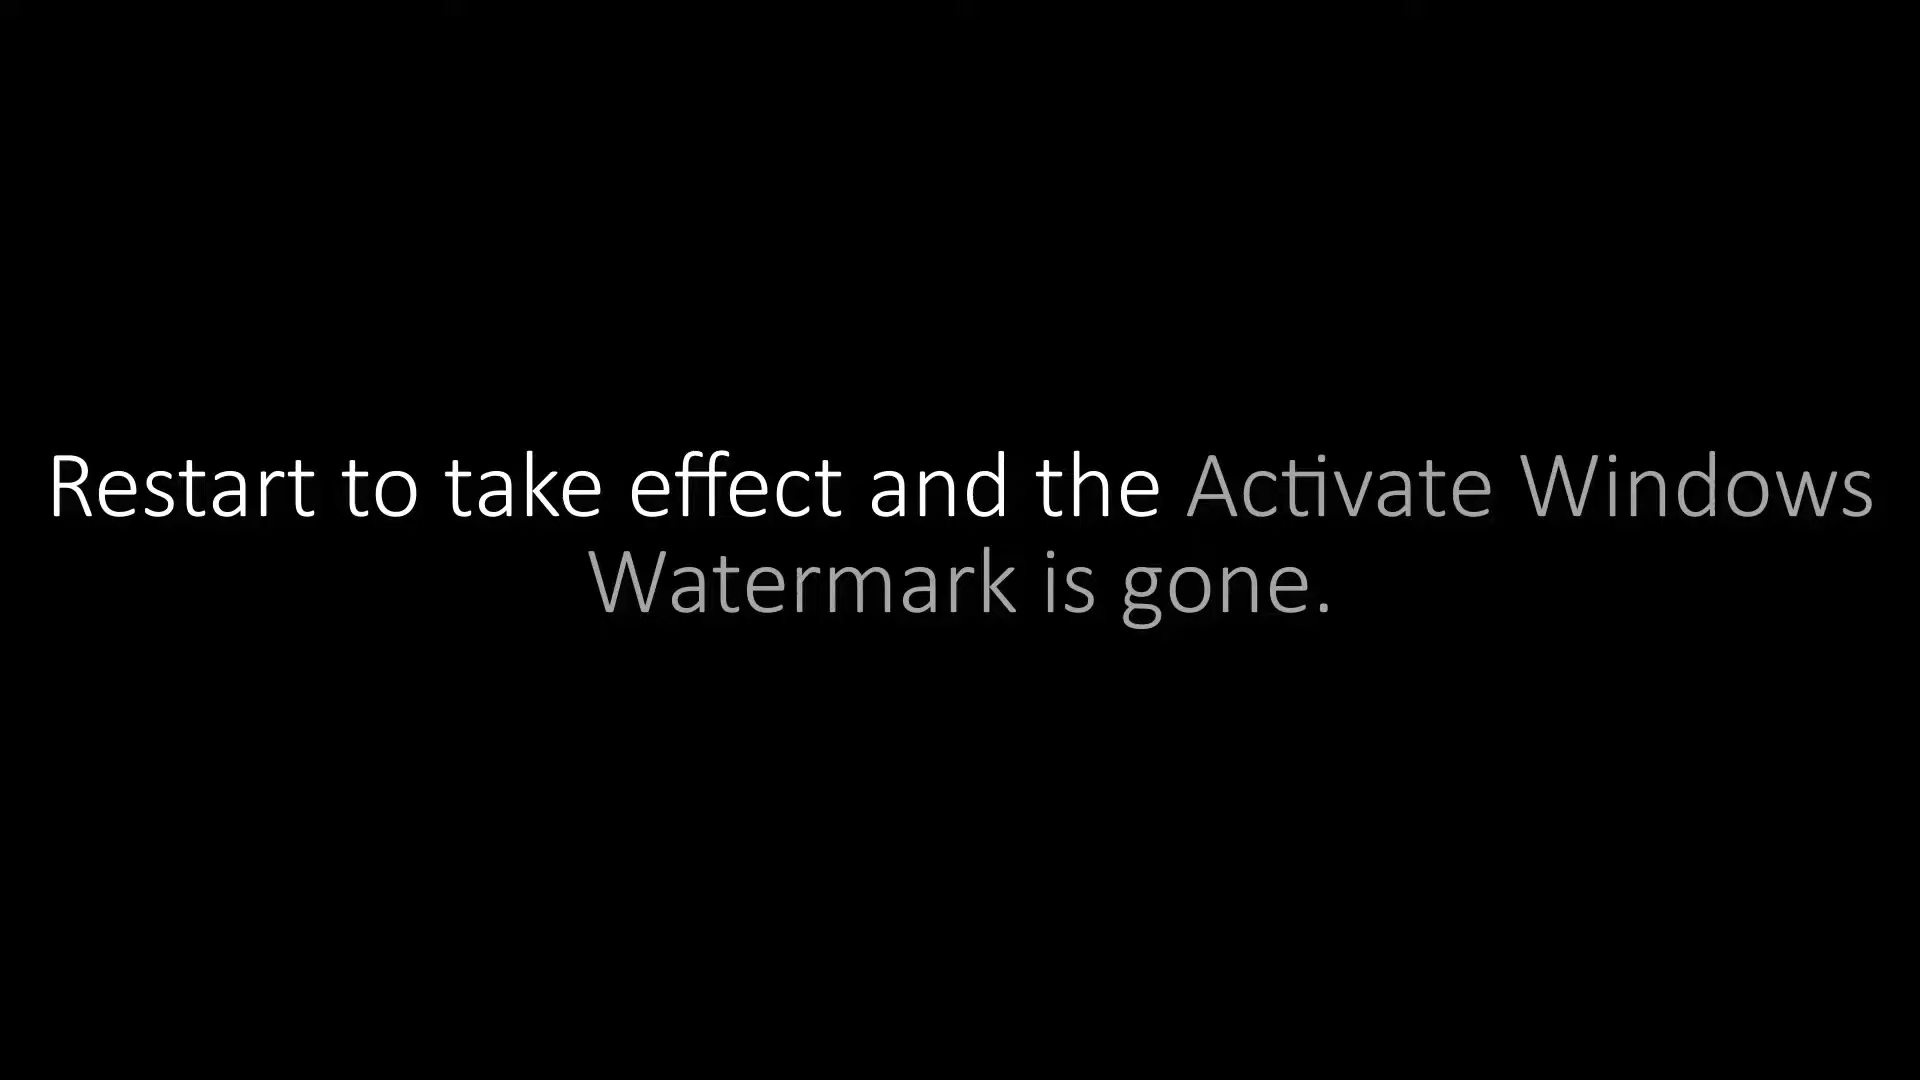 Restart to take effect and the Activate Windows
Watermark is gone.